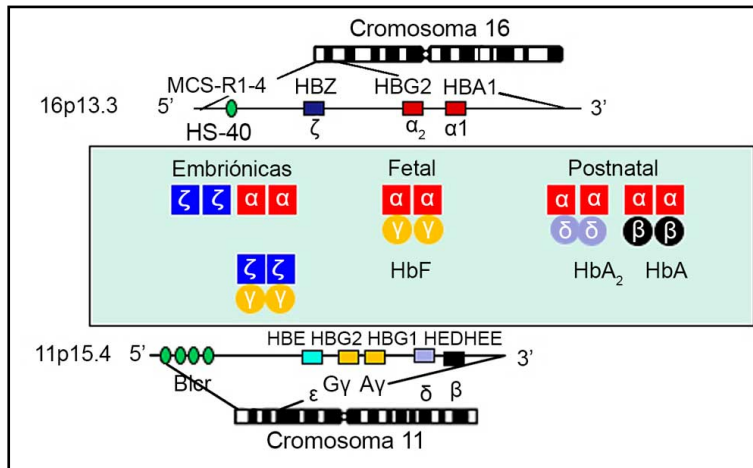 Cromosoma 16
MCS-R1-4 HBZ HBG2 HBA1
16p13.3 5’ 3’
HS-40 ζ α2 α1
Embriónicas Fetal Postnatal
ζ ζ α α α α α α α α
γ γ δ δ β β
HbF HbA2 HbA
ζ ζ
γ γ
HBE HBG2 HBG1 HEDHEE
11p15.4 5’ 3’
Blcr ε Gγ Aγ δ β
Cromosoma 11